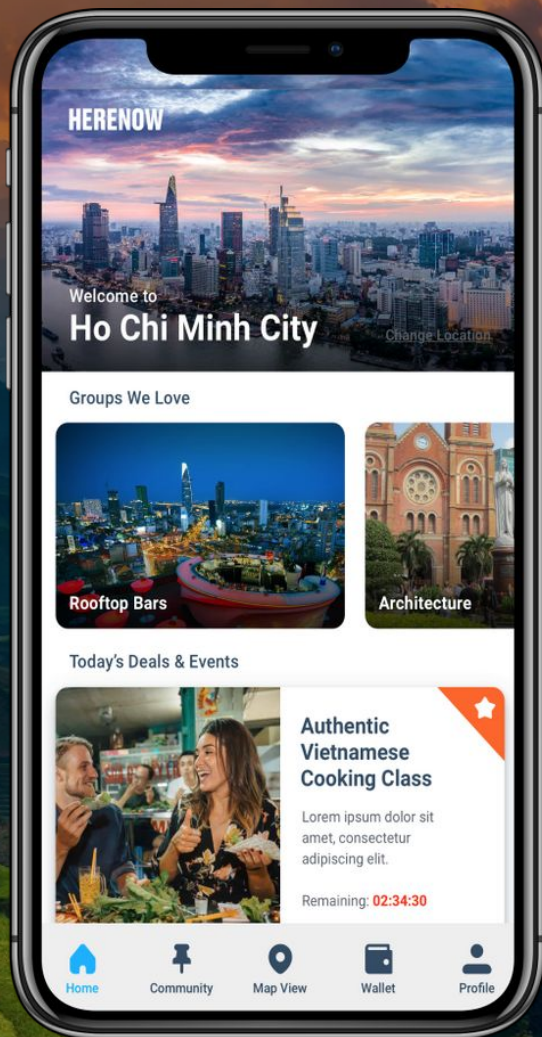 HERENOW
Welcome to
Ho Chi Minh City
Change Location
Groups We Love
Rooftop Bars
Architecture
Today's Deals & Events
Authentic
Vietnamese
Cooking Class
Lorem ipsum dolor sit
amet, consectetur
adipiscing elit.
Remaining: 02:34:30
Home
Community
Map View
Wallet
Profile